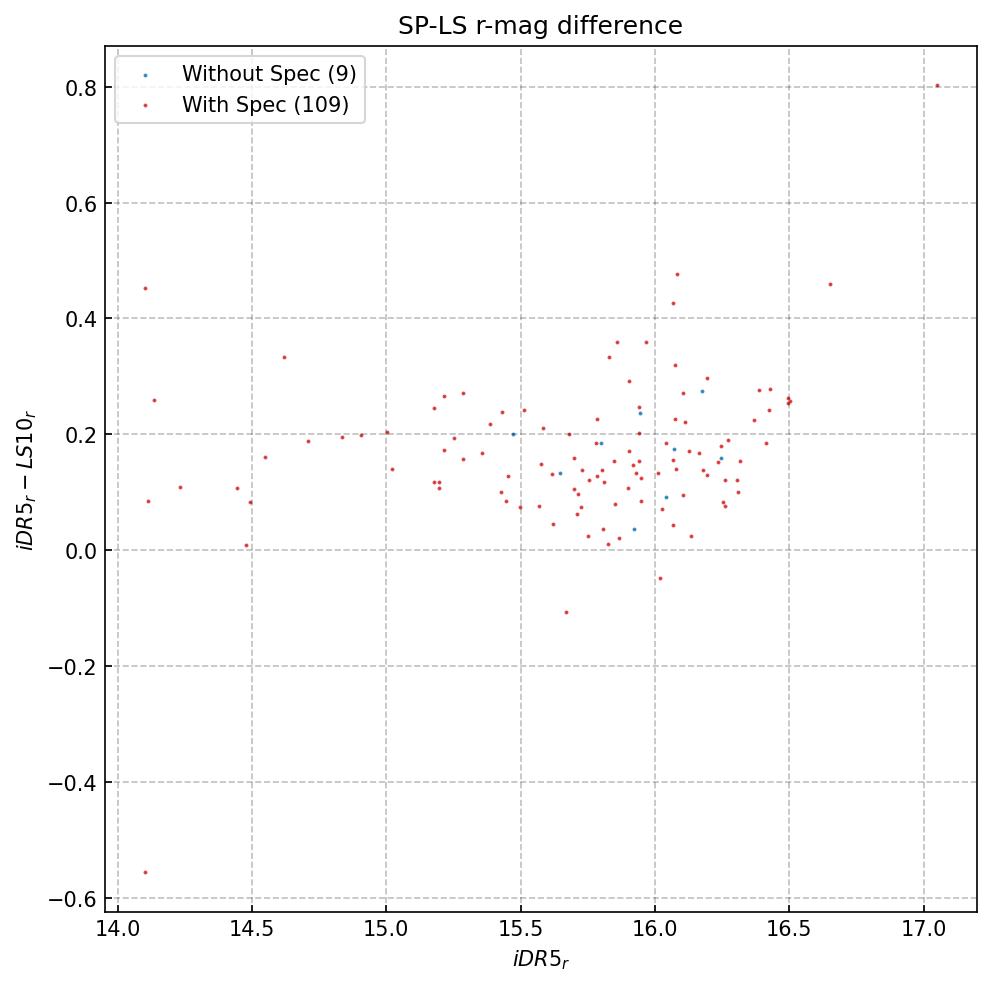 SP-LS r-mag difference
Without Spec (9)
With Spec (109)
0.8
0.6
0.4
0.2
0.0
−0.2
−0.4
−0.6
iDR5r − LS10r
14.0 14.5 15.0 15.5 16.0 16.5 17.0
iDR5r